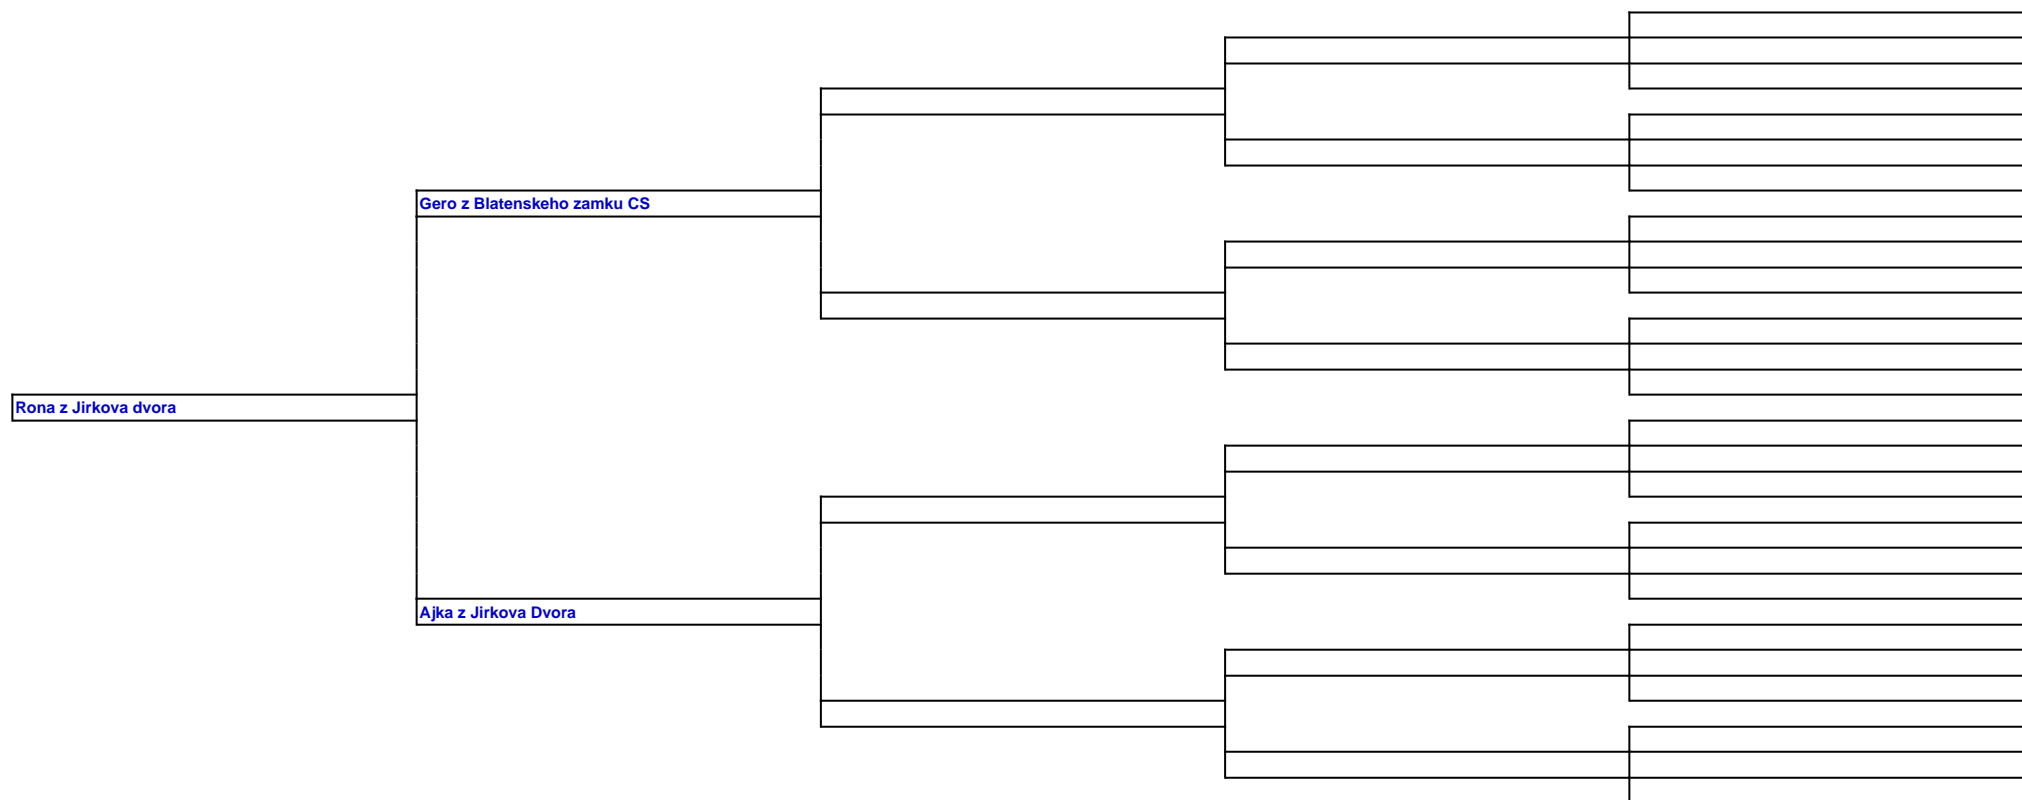 Gero z Blatenskeho zamku CS
Rona z Jirkova dvora
Ajka z Jirkova Dvora